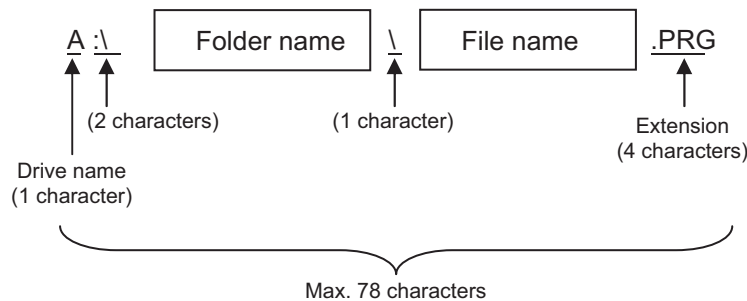 A :\ Folder name \ File name .PRG
(2 characters) (1 character)
Extension
(4 characters)
Drive name
(1 character)
Max. 78 characters